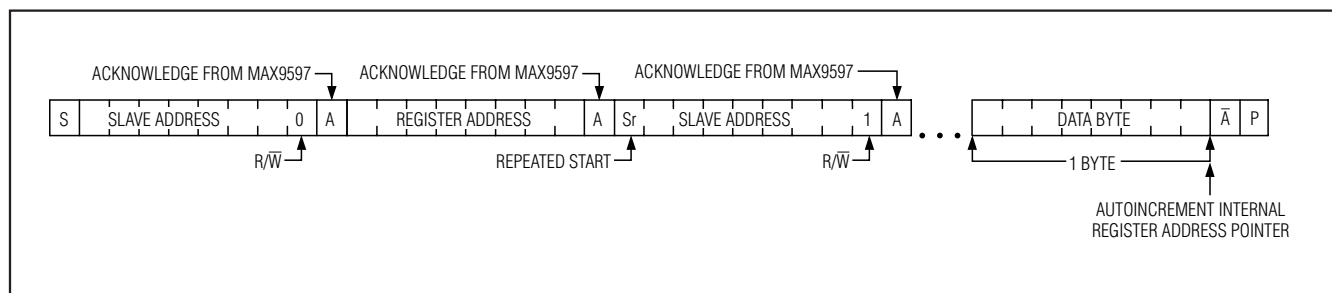 ACKNOWLEDGE FROM MAX9597 ACKNOWLEDGE FROM MAX9597 ACKNOWLEDGE FROM MAX9597
S SLAVE ADDRESS 0 A REGISTER ADDRESS A Sr SLAVE ADDRESS 1 A • • • DATA BYTE A̅ P
R/W̅ REPEATED START R/W̅ 1 BYTE
AUTOINCREMENT INTERNAL
REGISTER ADDRESS POINTER